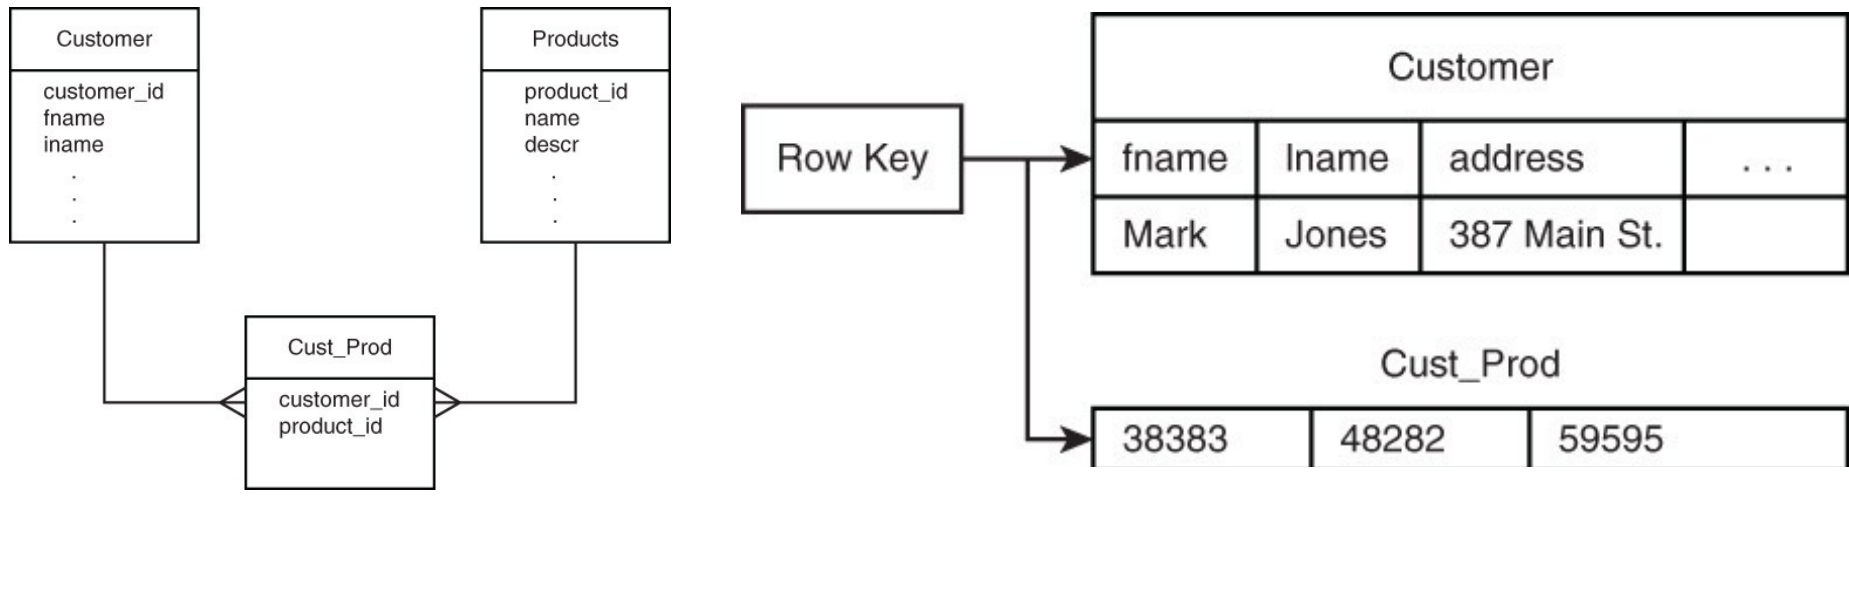 Customer
customer_id
fname
iname
.
.
.
Products
product_id
name
descr
.
.
.
Cust_Prod
customer_id
product_id
Row Key
Customer
fname lname address . . .
Mark Jones 387 Main St.
Cust_Prod
38383 48282 59595